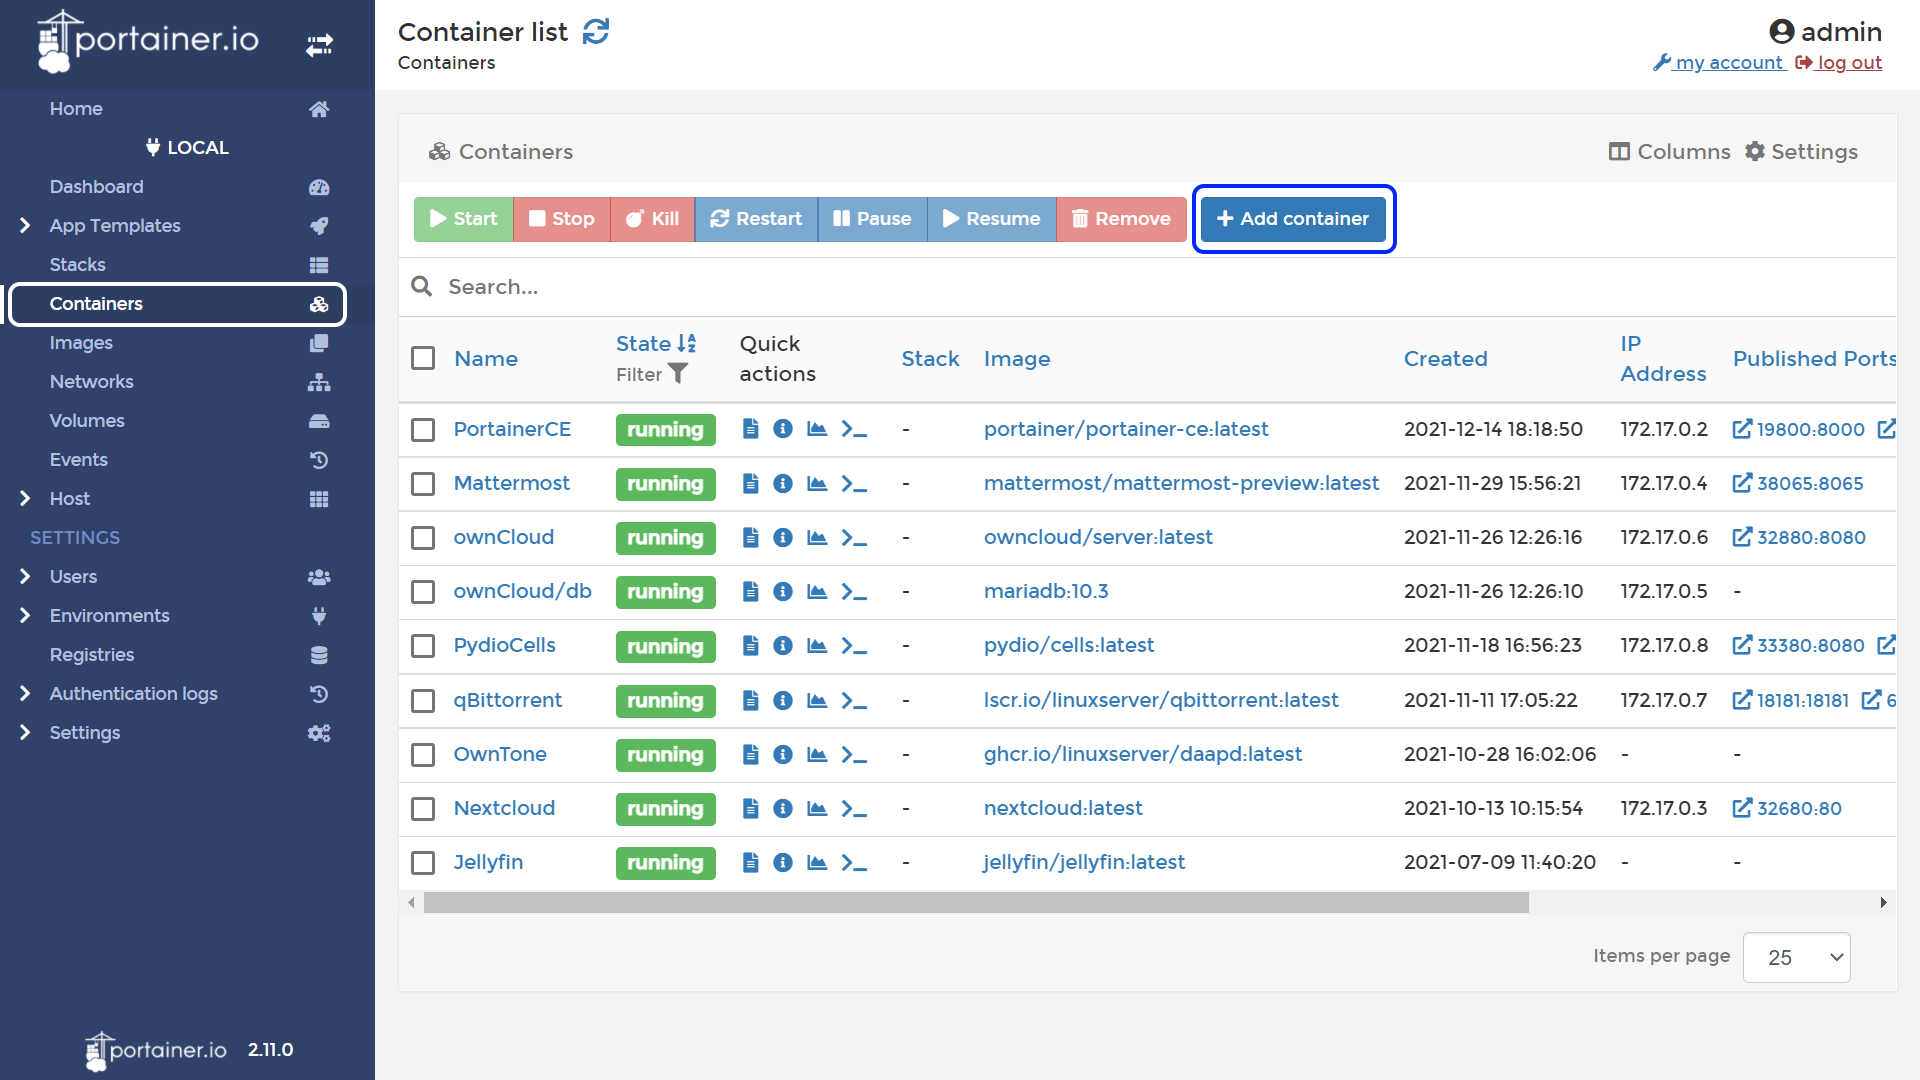 portainer.io
Home
LOCAL
Dashboard
App Templates
Stacks
Containers
Images
Networks
Volumes
Events
Host
SETTINGS
Users
Environments
Registries
Authentication logs
Settings
portainer.io 2.11.0
Container list
Containers
admin
my account log out
Containers
Columns Settings
Start Stop Kill Restart Pause Resume Remove Add container
Search...
Name State Filter Quick actions Stack Image Created IP Address Published Ports
PortainerCE running - portainer/portainer-ce:latest 2021-12-14 18:18:50 172.17.0.2 19800:8000
Mattermost running - mattermost/mattermost-preview:latest 2021-11-29 15:56:21 172.17.0.4 38065:8065
ownCloud running - owncloud/server:latest 2021-11-26 12:26:16 172.17.0.6 32880:8080
ownCloud/db running - mariadb:10.3 2021-11-26 12:26:10 172.17.0.5 -
PydioCells running - pydio/cells:latest 2021-11-18 16:56:23 172.17.0.8 33380:8080
qBittorrent running - lscr.io/linuxserver/qbittorrent:latest 2021-11-11 17:05:22 172.17.0.7 18181:18181 6
OwnTone running - ghcr.io/linuxserver/daapd:latest 2021-10-28 16:02:06 - -
Nextcloud running - nextcloud:latest 2021-10-13 10:15:54 172.17.0.3 32680:80
Jellyfin running - jellyfin/jellyfin:latest 2021-07-09 11:40:20 - -
Items per page 25